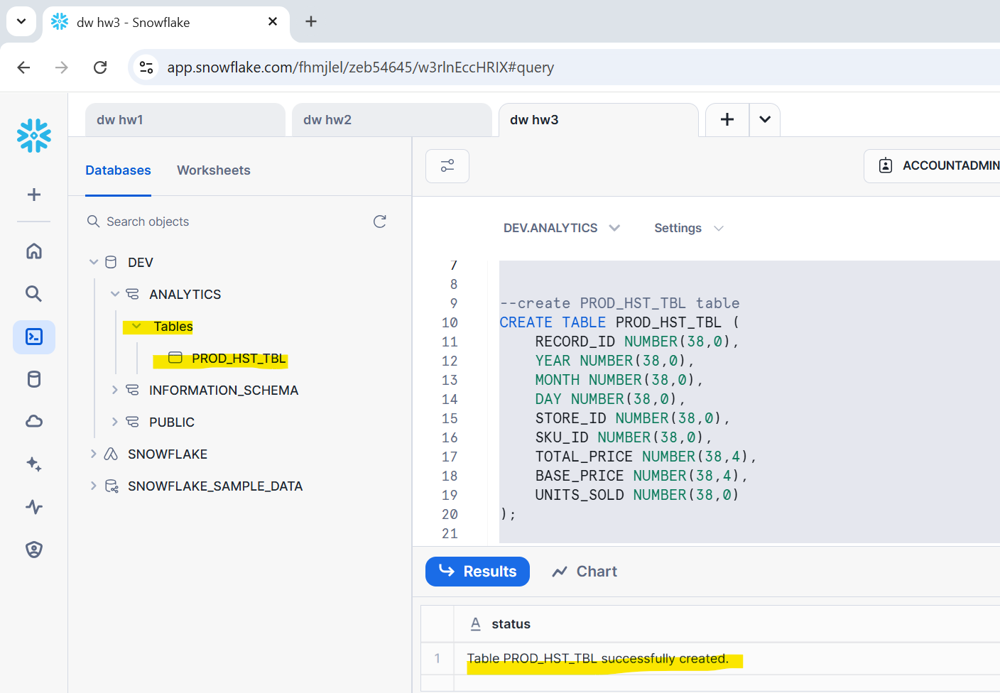 dw hw3 - Snowflake
app.snowflake.com/fhmjlel/zeb54645/w3rlnEccHRIX#query
dw hw1
dw hw2
dw hw3
Databases
Worksheets
ACCOUNTADMIN
Search objects
DEV.ANALYTICS
Settings
DEV
ANALYTICS
Tables
PROD_HST_TBL
INFORMATION_SCHEMA
PUBLIC
SNOWFLAKE
SNOWFLAKE_SAMPLE_DATA
7
8
9 --create PROD_HST_TBL table
10 CREATE TABLE PROD_HST_TBL (
11 RECORD_ID NUMBER(38,0),
12 YEAR NUMBER(38,0),
13 MONTH NUMBER(38,0),
14 DAY NUMBER(38,0),
15 STORE_ID NUMBER(38,0),
16 SKU_ID NUMBER(38,0),
17 TOTAL_PRICE NUMBER(38,4),
18 BASE_PRICE NUMBER(38,4),
19 UNITS_SOLD NUMBER(38,0)
20 );
21
Results
Chart
A status
1 Table PROD_HST_TBL successfully created.